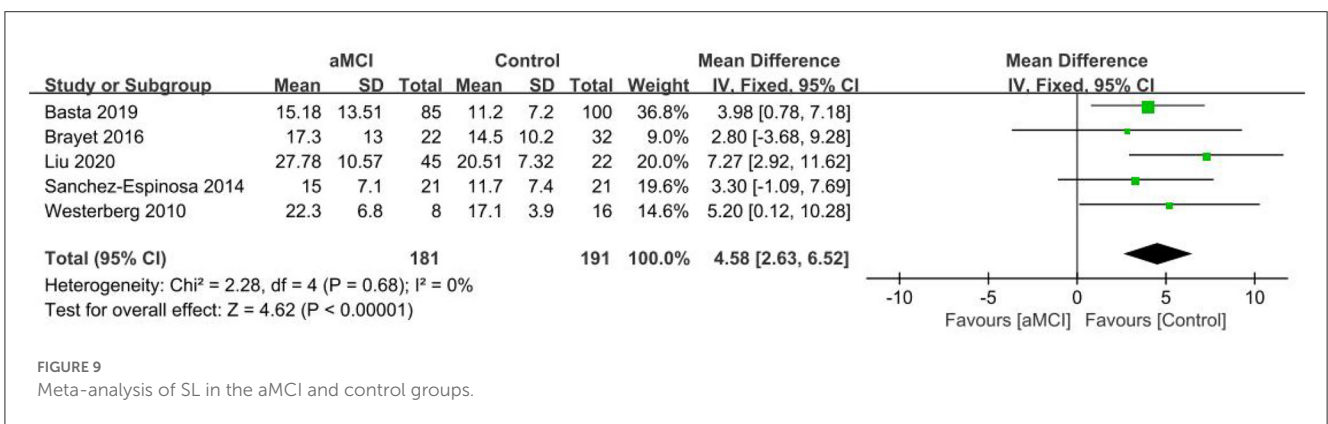 aMCI Control Mean Difference Mean Difference
Study or Subgroup Mean SD Total Mean SD Total Weight IV, Fixed, 95% CI IV, Fixed, 95% CI
Basta 2019 15.18 13.51 85 11.2 7.2 100 36.8% 3.98 [0.78, 7.18]
Brayet 2016 17.3 13 22 14.5 10.2 32 9.0% 2.80 [-3.68, 9.28]
Liu 2020 27.78 10.57 45 20.51 7.32 22 20.0% 7.27 [2.92, 11.62]
Sanchez-Espinosa 2014 15 7.1 21 11.7 7.4 21 19.6% 3.30 [-1.09, 7.69]
Westerberg 2010 22.3 6.8 8 17.1 3.9 16 14.6% 5.20 [0.12, 10.28]
Total (95% CI) 181 191 100.0% 4.58 [2.63, 6.52]
Heterogeneity: Chi² = 2.28, df = 4 (P = 0.68); I² = 0%
Test for overall effect: Z = 4.62 (P < 0.00001)
-10 -5 0 5 10
Favours [aMCI] Favours [Control]
FIGURE 9
Meta-analysis of SL in the aMCI and control groups.